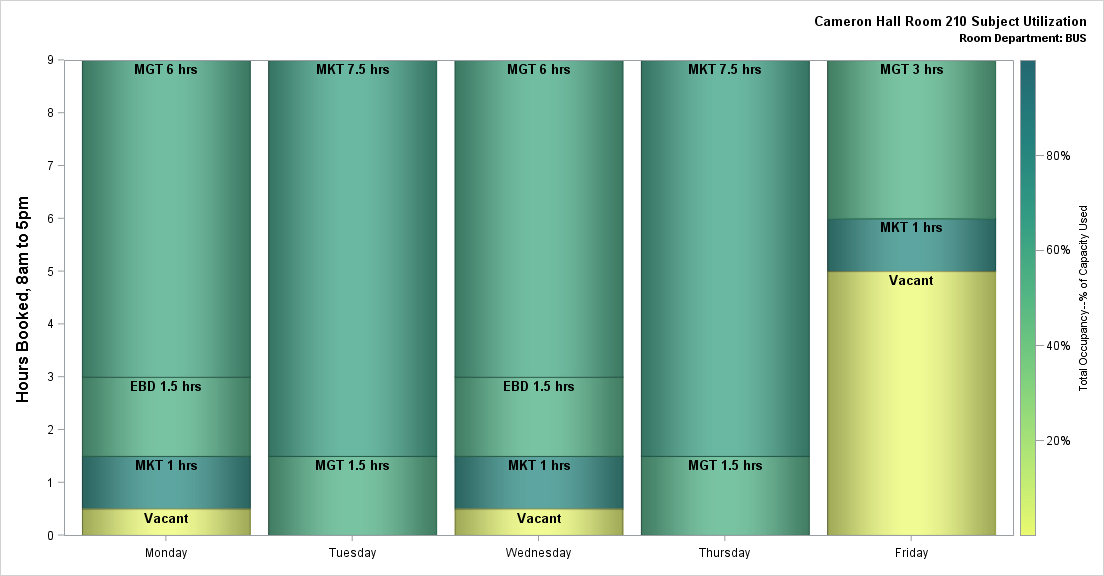 Cameron Hall Room 210 Subject Utilization
Room Department: BUS
Hours Booked, 8am to 5pm
9
8
7
6
5
4
3
2
1
0
MGT 6 hrs
EBD 1.5 hrs
MKT 1 hrs
Vacant
MKT 7.5 hrs
MGT 1.5 hrs
MGT 6 hrs
EBD 1.5 hrs
MKT 1 hrs
Vacant
MKT 7.5 hrs
MGT 1.5 hrs
MGT 3 hrs
MKT 1 hrs
Vacant
Monday
Tuesday
Wednesday
Thursday
Friday
80%
60%
40%
20%
Total Occupancy--% of Capacity Used